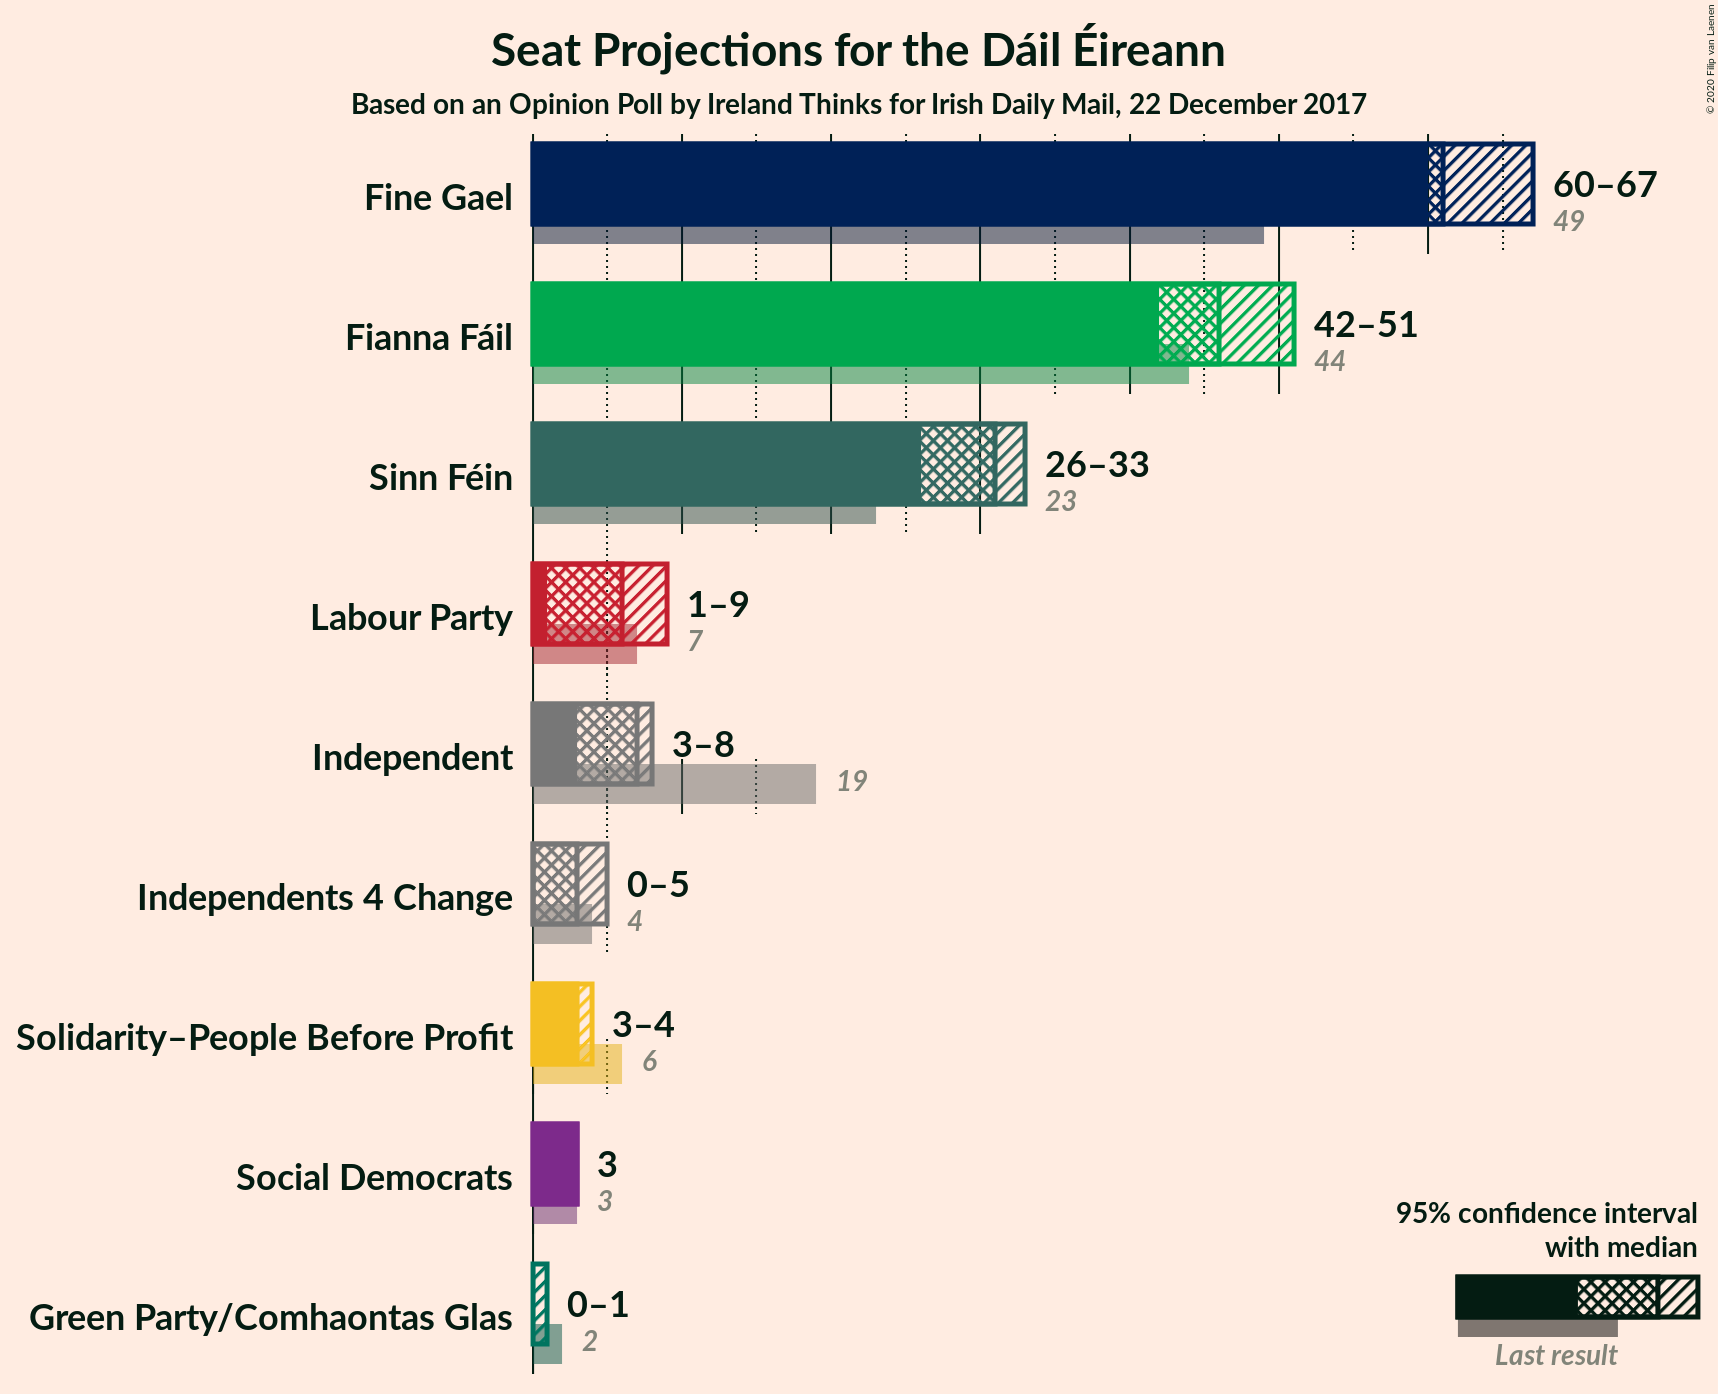 Seat Projections for the Dáil Éireann
Based on an Opinion Poll by Ireland Thinks for Irish Daily Mail, 22 December 2017
© 2020 Filip van Laenen
Fine Gael
60–67
49
Fianna Fáil
42–51
44
Sinn Féin
26–33
23
Labour Party
1–9
7
Independent
3–8
19
Independents 4 Change
0–5
4
Solidarity–People Before Profit
3–4
6
Social Democrats
3
3
Green Party/Comhaontas Glas
0–1
2
95% confidence interval
with median
Last result